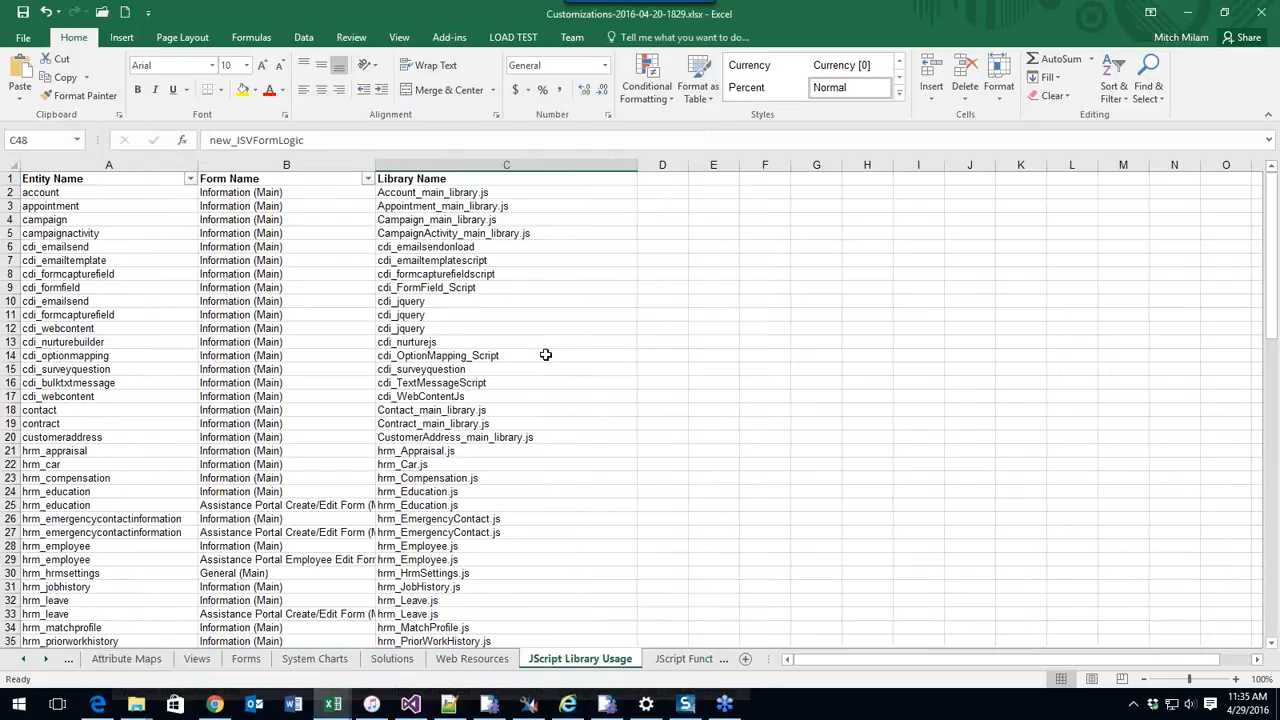 Customizations-2016-04-20-1829.xlsx - Excel
File Home Insert Page Layout Formulas Data Review View Add-ins LOAD TEST Team Tell me what you want to do... Mitch Milam Share
Paste Cut Copy Format Painter
Arial 10
B I U
Wrap Text
Merge & Center
General
$ % ,
Conditional Formatting Format as Table
Currency Currency [0]
Percent Normal
Insert Delete Format
AutoSum Fill Clear
Sort & Filter Find & Select
Clipboard Font Alignment Number Styles Cells Editing
C48 fx new_ISVFormLogic
A B C D E F G H I J K L M N O
1 Entity Name Form Name Library Name
2 account Information (Main) Account_main_library.js
3 appointment Information (Main) Appointment_main_library.js
4 campaign Information (Main) Campaign_main_library.js
5 campaignactivity Information (Main) CampaignActivity_main_library.js
6 cdi_emailsend Information (Main) cdi_emailsendonload
7 cdi_emailtemplate Information (Main) cdi_emailtemplatescript
8 cdi_formcapturefield Information (Main) cdi_formcapturefieldscript
9 cdi_formfield Information (Main) cdi_FormField_Script
10 cdi_emailsend Information (Main) cdi_jquery
11 cdi_formcapturefield Information (Main) cdi_jquery
12 cdi_webcontent Information (Main) cdi_jquery
13 cdi_nurturebuilder Information (Main) cdi_nurturejs
14 cdi_optionmapping Information (Main) cdi_OptionMapping_Script
15 cdi_surveyquestion Information (Main) cdi_surveyquestion
16 cdi_bulktxtmessage Information (Main) cdi_TextMessageScript
17 cdi_webcontent Information (Main) cdi_WebContentJs
18 contact Information (Main) Contact_main_library.js
19 contract Information (Main) Contract_main_library.js
20 customeraddress Information (Main) CustomerAddress_main_library.js
21 hrm_appraisal Information (Main) hrm_Appraisal.js
22 hrm_car Information (Main) hrm_Car.js
23 hrm_compensation Information (Main) hrm_Compensation.js
24 hrm_education Information (Main) hrm_Education.js
25 hrm_education Assistance Portal Create/Edit Form (M hrm_Education.js
26 hrm_emergencycontactinformation Information (Main) hrm_EmergencyContact.js
27 hrm_emergencycontactinformation Assistance Portal Create/Edit Form (M hrm_EmergencyContact.js
28 hrm_employee Information (Main) hrm_Employee.js
29 hrm_employee Assistance Portal Employee Edit Form hrm_Employee.js
30 hrm_hrmsettings General (Main) hrm_HrmSettings.js
31 hrm_jobhistory Information (Main) hrm_JobHistory.js
32 hrm_leave Information (Main) hrm_Leave.js
33 hrm_leave Assistance Portal Create/Edit Form (M hrm_Leave.js
34 hrm_matchprofile Information (Main) hrm_MatchProfile.js
35 hrm_priorworkhistory Information (Main) hrm_PriorWorkHistory.js
... Attribute Maps Views Forms System Charts Solutions Web Resources JScript Library Usage JScript Funct ...
Ready 100%
11:35 AM
4/29/2016